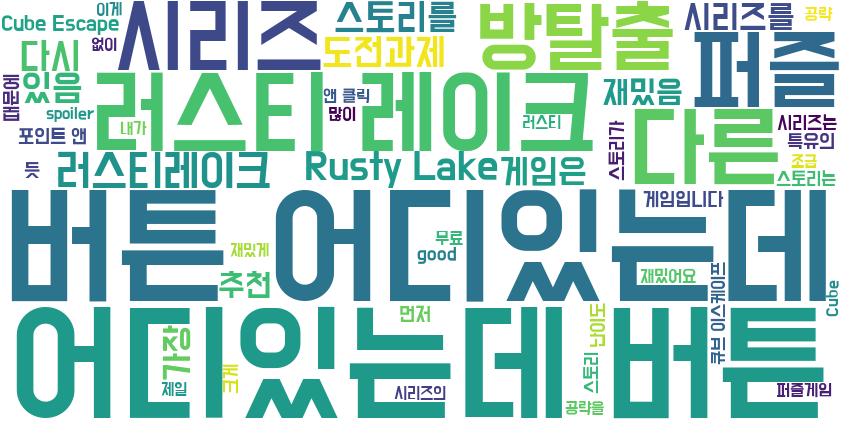 이게
Cube Escape
없이
시리즈
스토리를
도전과제
방탈출
시리즈를
공략
퍼즐
때문에
다시
있음
spoiler
포인트 앤
내가
러스티 레이크
앤 클릭
많이
러스티
재밌음
다른
시리즈는
특유의
조금
스토리는
스토리가
듯
러스티레이크
Rusty Lake
게임은
게임입니다
버튼 어디있는데
재밌게
추천
무료
good
재밌어요
큐브 이스케이프
Cube
어디있는데 버튼
가장
제일
크게
먼저
시리즈의
스토리
난이도
공략을
퍼즐게임